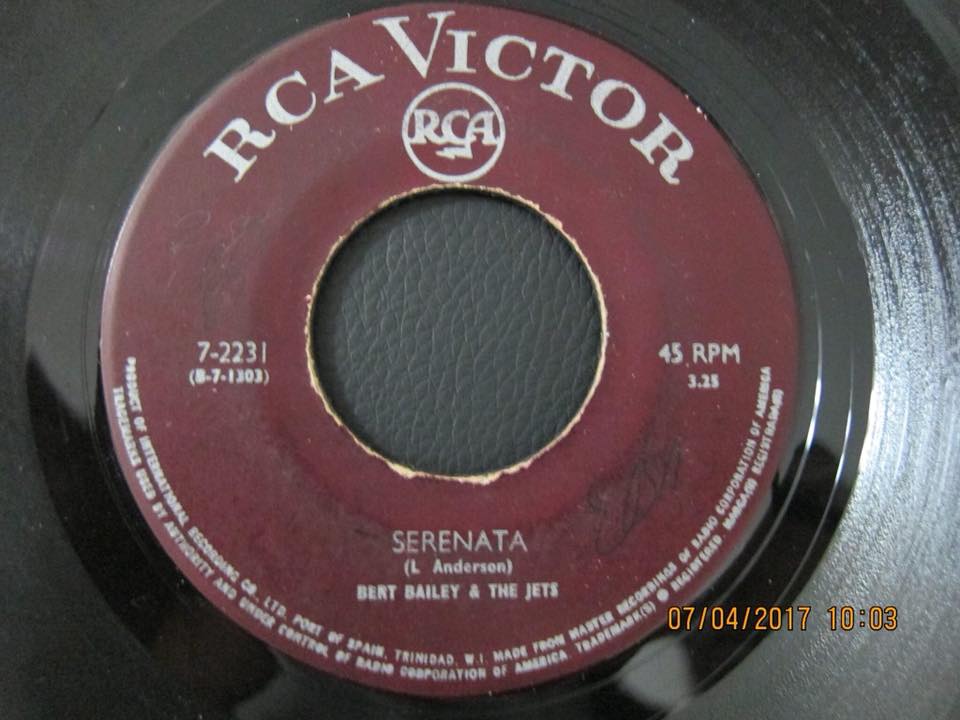 RCA VICTOR
RCA
7-2231
(B-7-1303)
45 RPM
3.25
SERENATA
(L Anderson)
BERT BAILEY & THE JETS
PRODUCT OF INTERNATIONAL RECORDING CO., LTD. PORT OF SPAIN, TRINIDAD, W.I. MADE FROM MASTER RECORDINGS OF RADIO CORPORATION OF AMERICA
TRADEMARKS USED BY AUTHORITY AND UNDER CONTROL OF RADIO CORPORATION OF AMERICA. TRADEMARK(S) ® REGISTERED MARCA(S) REGISTRADA(S)
07/04/2017 10:03